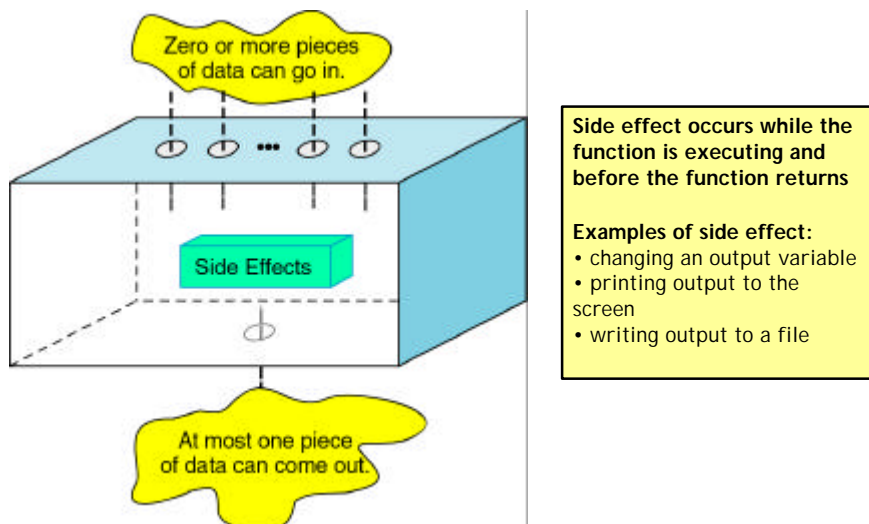 Zero or more pieces
of data can go in.
Side Effects
At most one piece
of data can come out.
Side effect occurs while the
function is executing and
before the function returns
Examples of side effect:
• changing an output variable
• printing output to the
screen
• writing output to a file